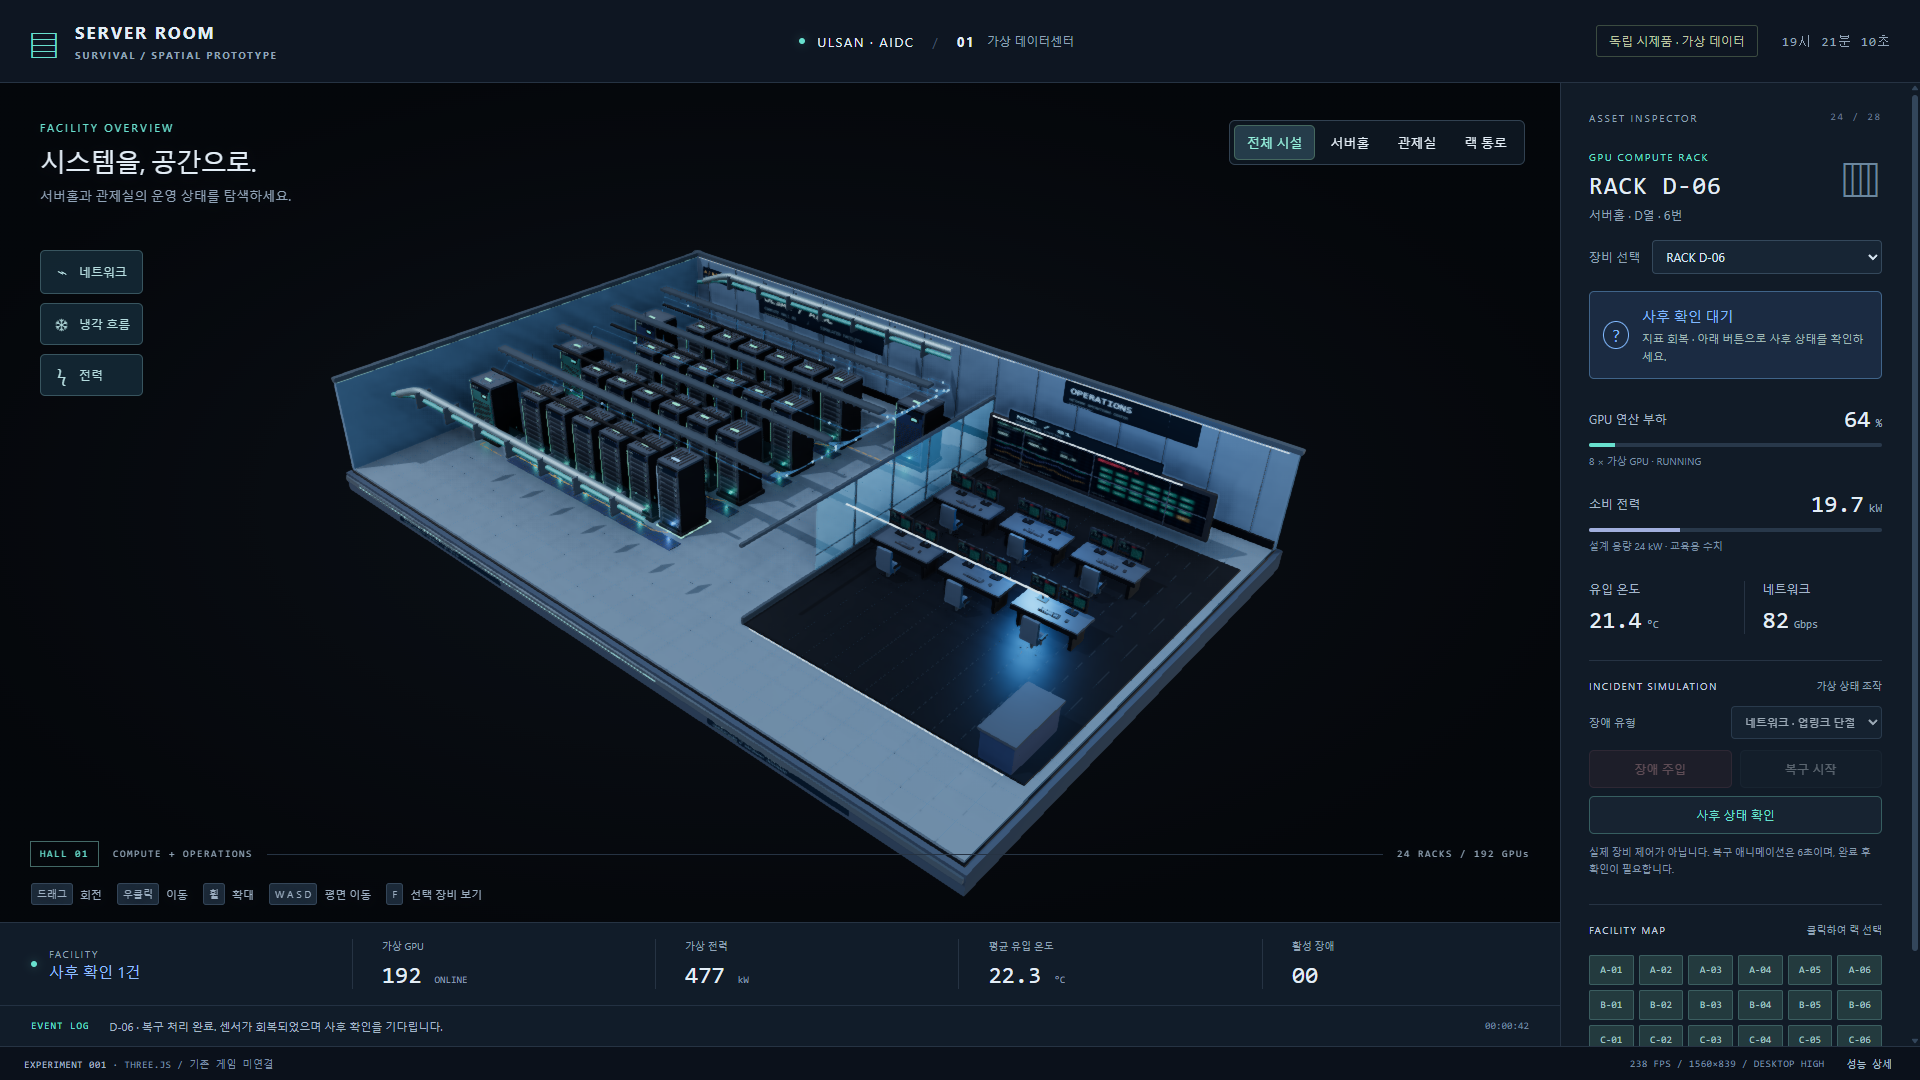 SERVER ROOM
SURVIVAL / SPATIAL PROTOTYPE
ULSAN · AIDC / 01 가상 데이터센터
독립 시제품 · 가상 데이터
19시 21분 10초
FACILITY OVERVIEW
시스템을, 공간으로.
서버홀과 관제실의 운영 상태를 탐색하세요.
전체 시설 서버홀 관제실 랙 통로
네트워크
냉각 흐름
전력
OPERATIONS
HALL 01 COMPUTE + OPERATIONS
24 RACKS / 192 GPUs
드래그 회전 우클릭 이동 휠 확대 WASD 평면 이동 F 선택 장비 보기
FACILITY
사후 확인 1건
가상 GPU
192 ONLINE
가상 전력
477 kW
평균 유입 온도
22.3 °C
활성 장애
00
EVENT LOG D-06 · 복구 처리 완료. 센서가 회복되었으며 사후 확인을 기다립니다.
00:00:42
EXPERIMENT 001 · THREE.JS / 기존 게임 미연결
238 FPS / 1560×839 / DESKTOP HIGH 성능 상세
ASSET INSPECTOR 24 / 28
GPU COMPUTE RACK
RACK D-06
서버홀 · D열 · 6번
장비 선택 RACK D-06
?
사후 확인 대기
지표 회복 · 아래 버튼으로 사후 상태를 확인하
세요.
GPU 연산 부하 64 %
8 × 가상 GPU · RUNNING
소비 전력 19.7 kW
설계 용량 24 kW · 교육용 수치
유입 온도
21.4 °C
네트워크
82 Gbps
INCIDENT SIMULATION 가상 상태 조작
장애 유형 네트워크 · 업링크 단절
장애 주입 복구 시작
사후 상태 확인
실제 장비 제어가 아닙니다. 복구 애니메이션은 6초이며, 완료 후
확인이 필요합니다.
FACILITY MAP 클릭하여 랙 선택
A-01 A-02 A-03 A-04 A-05 A-06
B-01 B-02 B-03 B-04 B-05 B-06
C-01 C-02 C-03 C-04 C-05 C-06